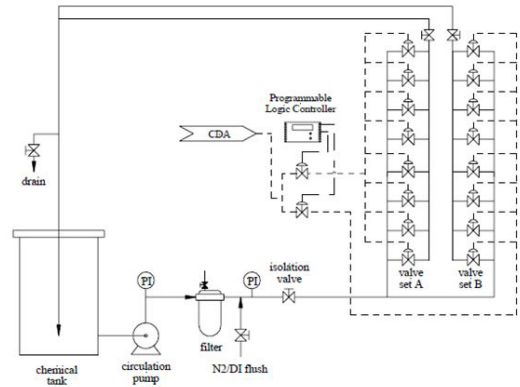 Programmable
Logic Controller
CDA
drain
PI
PI
isolation
valve
valve
set A
valve
set B
filter
chemical
tank
circulation
pump
N2/DI flush